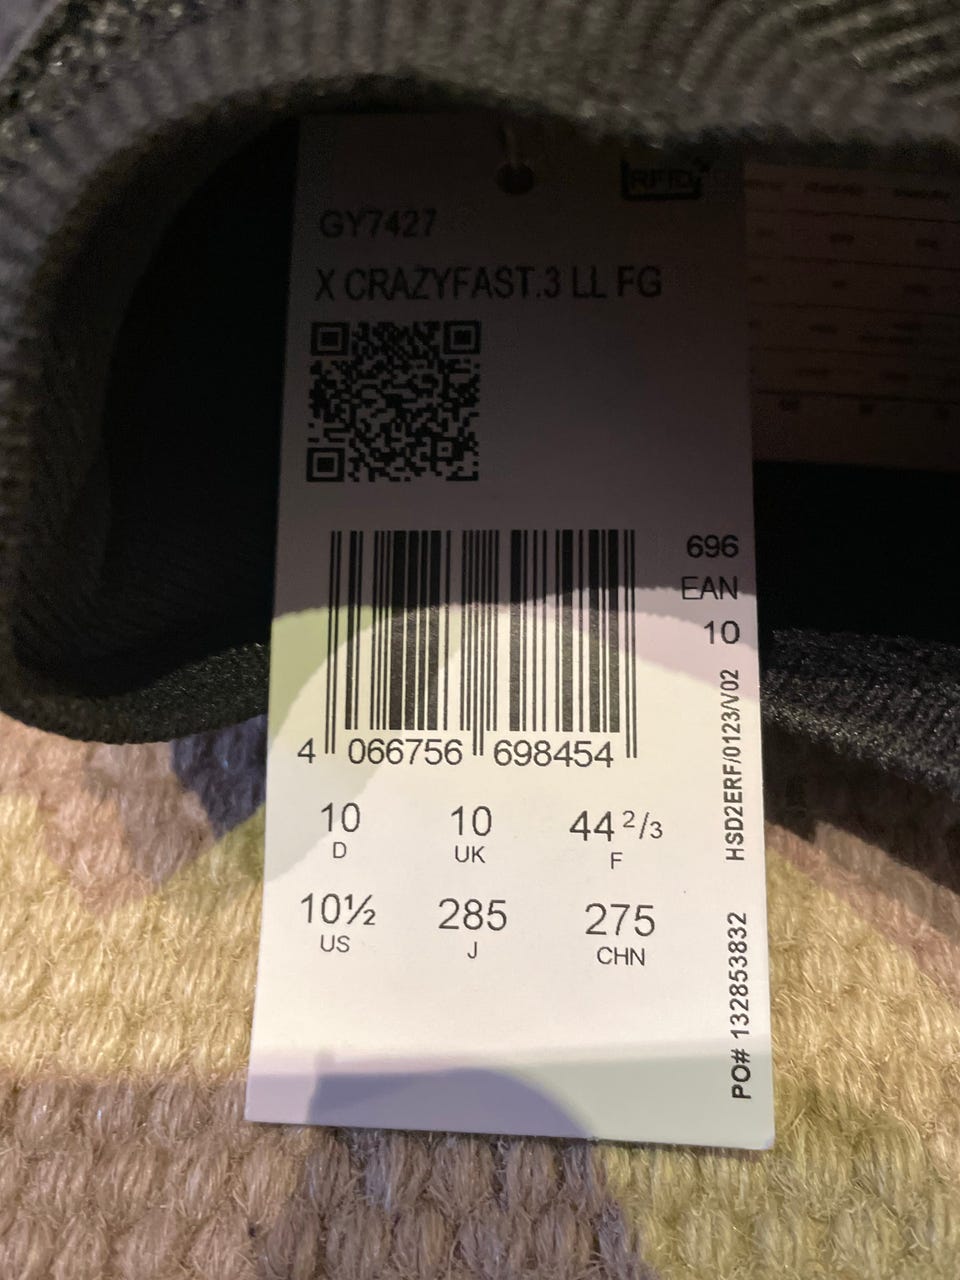 RFID
GY7427
X CRAZYFAST.3 LL FG
696
EAN
10
4 066756 698454
10 10 44 2/3
D UK F
10½ 285 275
US J CHN
HSD2ERF/0123/V02
PO# 132853832